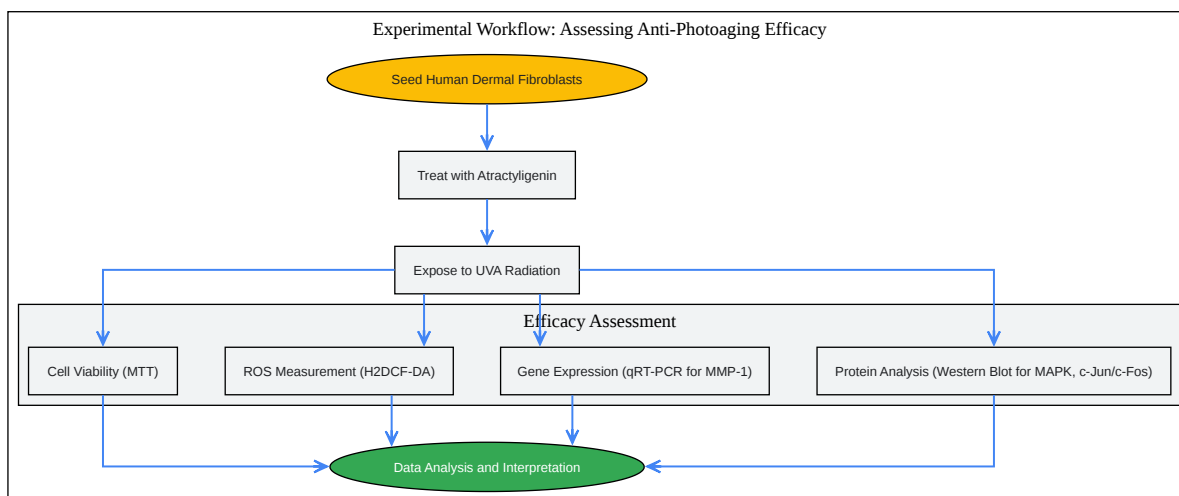 Experimental Workflow: Assessing Anti-Photoaging Efficacy
Seed Human Dermal Fibroblasts
Treat with Atractyligenin
Expose to UVA Radiation
Efficacy Assessment
Cell Viability (MTT)
ROS Measurement (H2DCF-DA)
Gene Expression (qRT-PCR for MMP-1)
Protein Analysis (Western Blot for MAPK, c-Jun/c-Fos)
Data Analysis and Interpretation